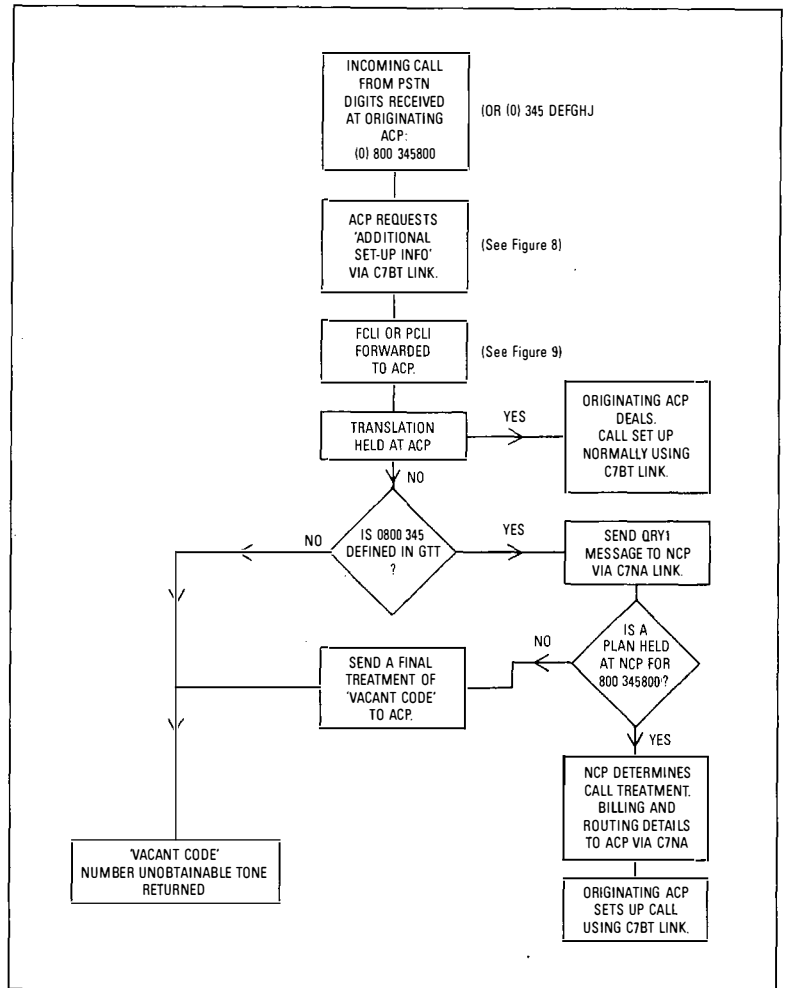 INCOMING CALL
FROM PSTN
DIGITS RECEIVED
AT ORIGINATING
ACP:
(0) 800 345800
(OR (0) 345 DEFGHJ
ACP REQUESTS
'ADDITIONAL
SET-UP INFO'
VIA C7BT LINK.
(See Figure 8)
FCLI OR PCLI
FORWARDED
TO ACP.
(See Figure 9)
TRANSLATION
HELD AT ACP
YES
ORIGINATING ACP
DEALS.
CALL SET UP
NORMALLY USING
C7BT LINK.
NO
IS 0800 345
DEFINED IN GTT
?
NO
YES
SEND QRY1
MESSAGE TO NCP
VIA C7NA LINK.
IS A
PLAN HELD
AT NCP FOR
800 345800'?
NO
SEND A FINAL
TREATMENT OF
'VACANT CODE'
TO ACP.
YES
NCP DETERMINES
CALL TREATMENT.
BILLING AND
ROUTING DETAILS
TO ACP VIA C7NA
'VACANT CODE'
NUMBER UNOBTAINABLE TONE
RETURNED
ORIGINATING ACP
SETS UP CALL
USING C7BT LINK.